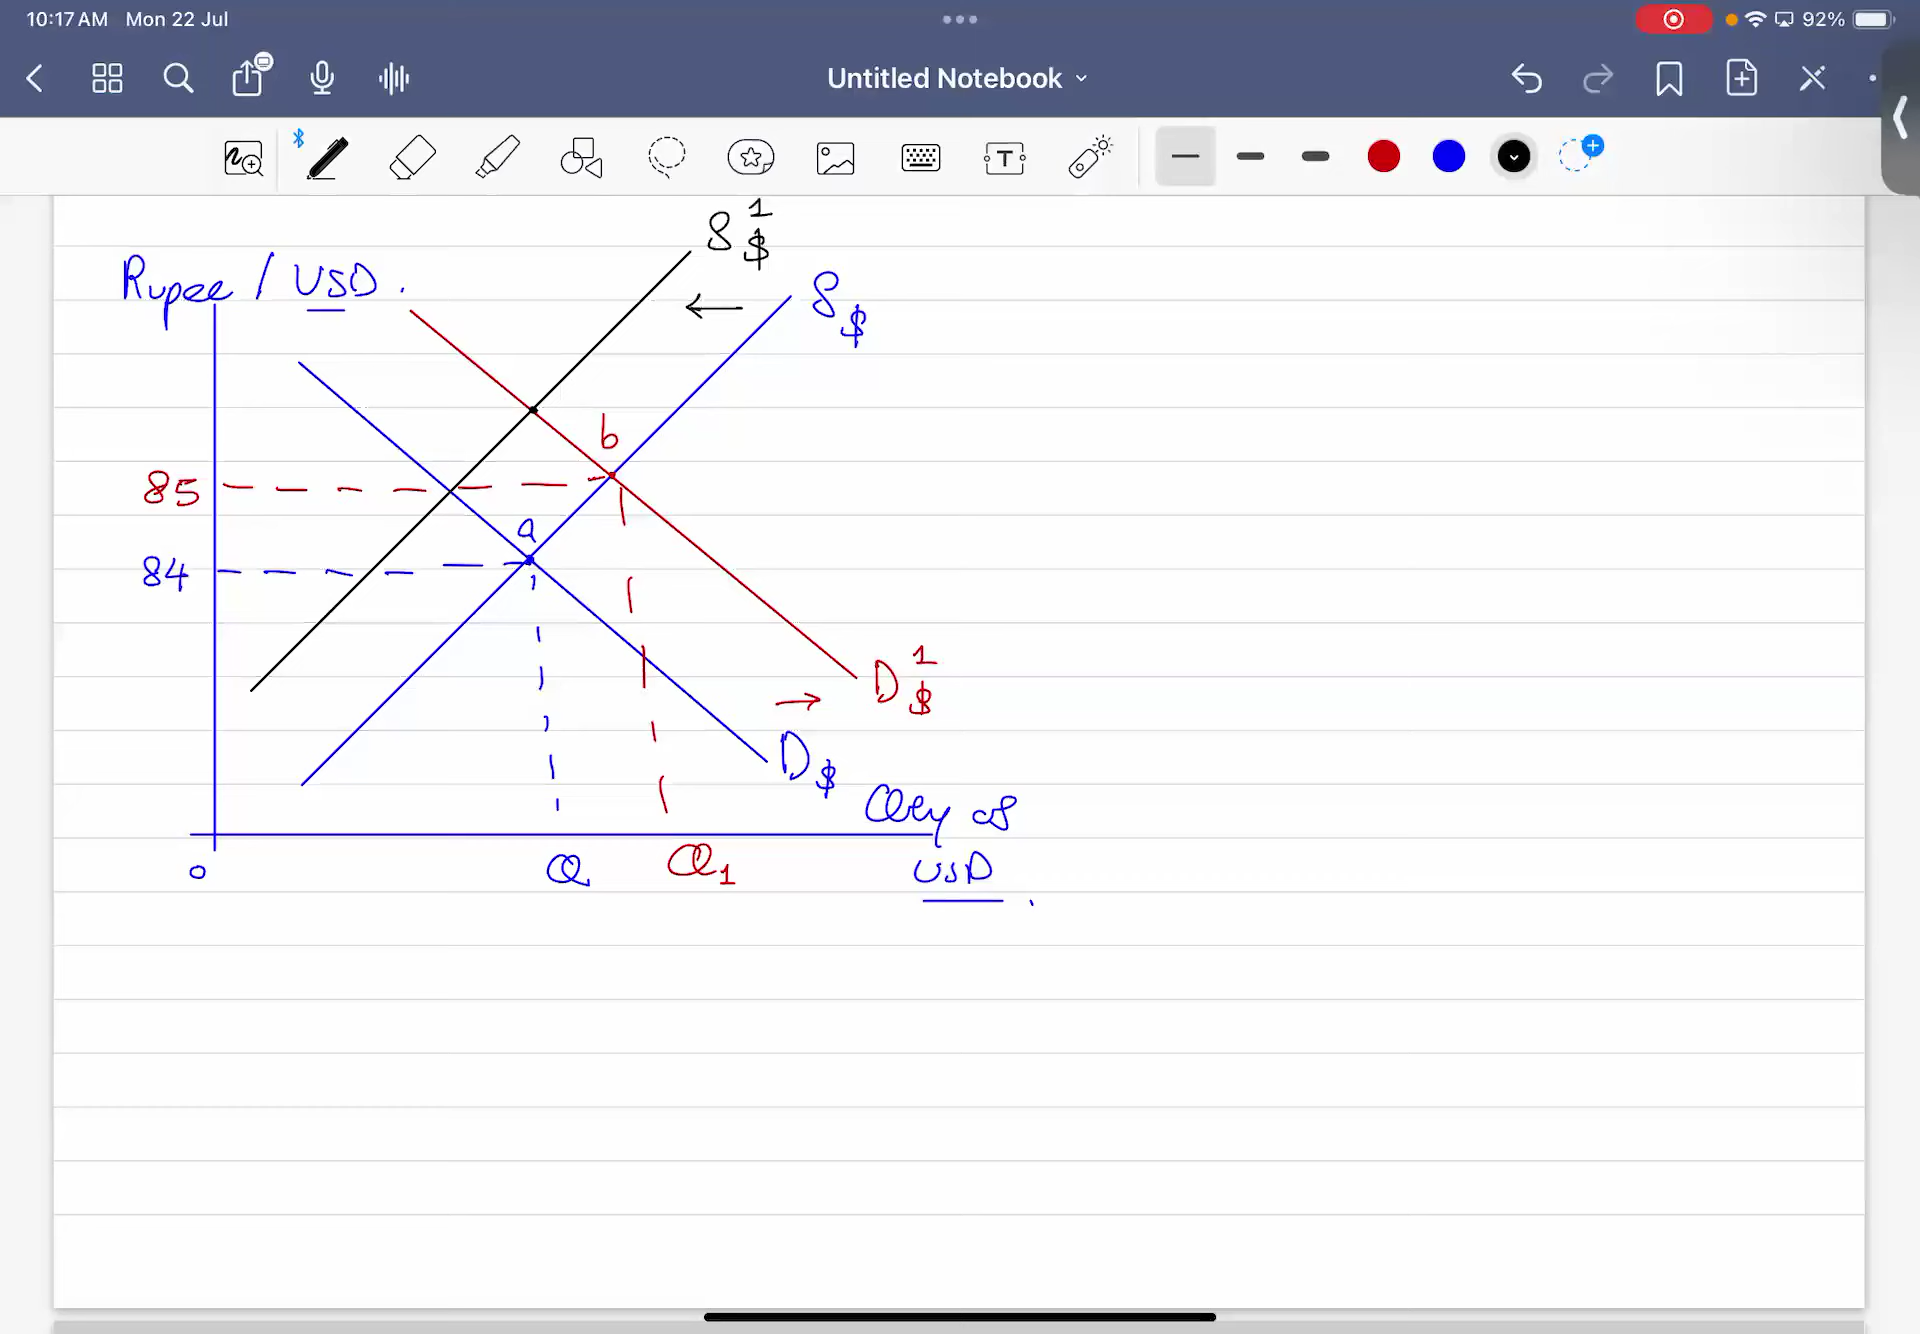 10:17 AM Mon 22 Jul
92%
Untitled Notebook
T
S$¹
Rupee / USD.
S$
b
85
a
84
D$¹
D$
Qty of
USD
0
Q
Q₁